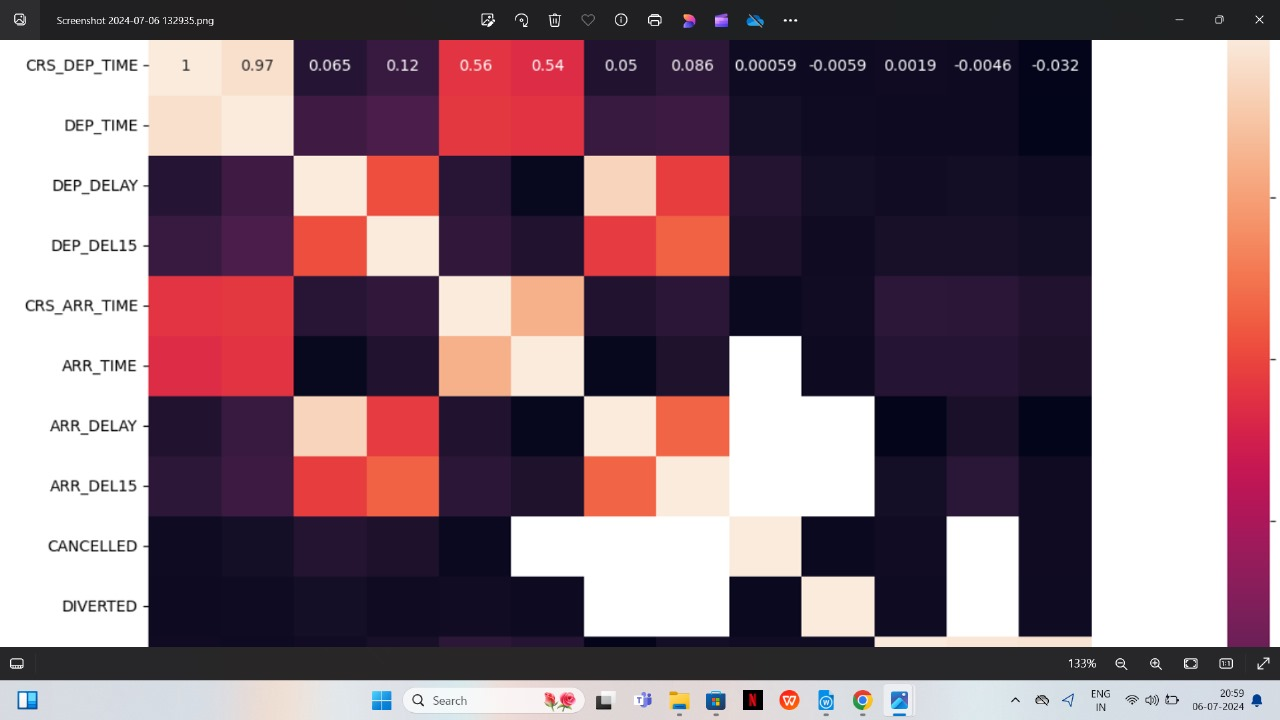 Screenshot 2024-07-06 132935.png
CRS_DEP_TIME 1 0.97 0.065 0.12 0.56 0.54 0.05 0.086 0.00059 -0.0059 0.0019 -0.0046 -0.032
DEP_TIME
DEP_DELAY
DEP_DEL15
CRS_ARR_TIME
ARR_TIME
ARR_DELAY
ARR_DEL15
CANCELLED
DIVERTED
133% 1:1
Search N W ENG 20:59
IN 06-07-2024